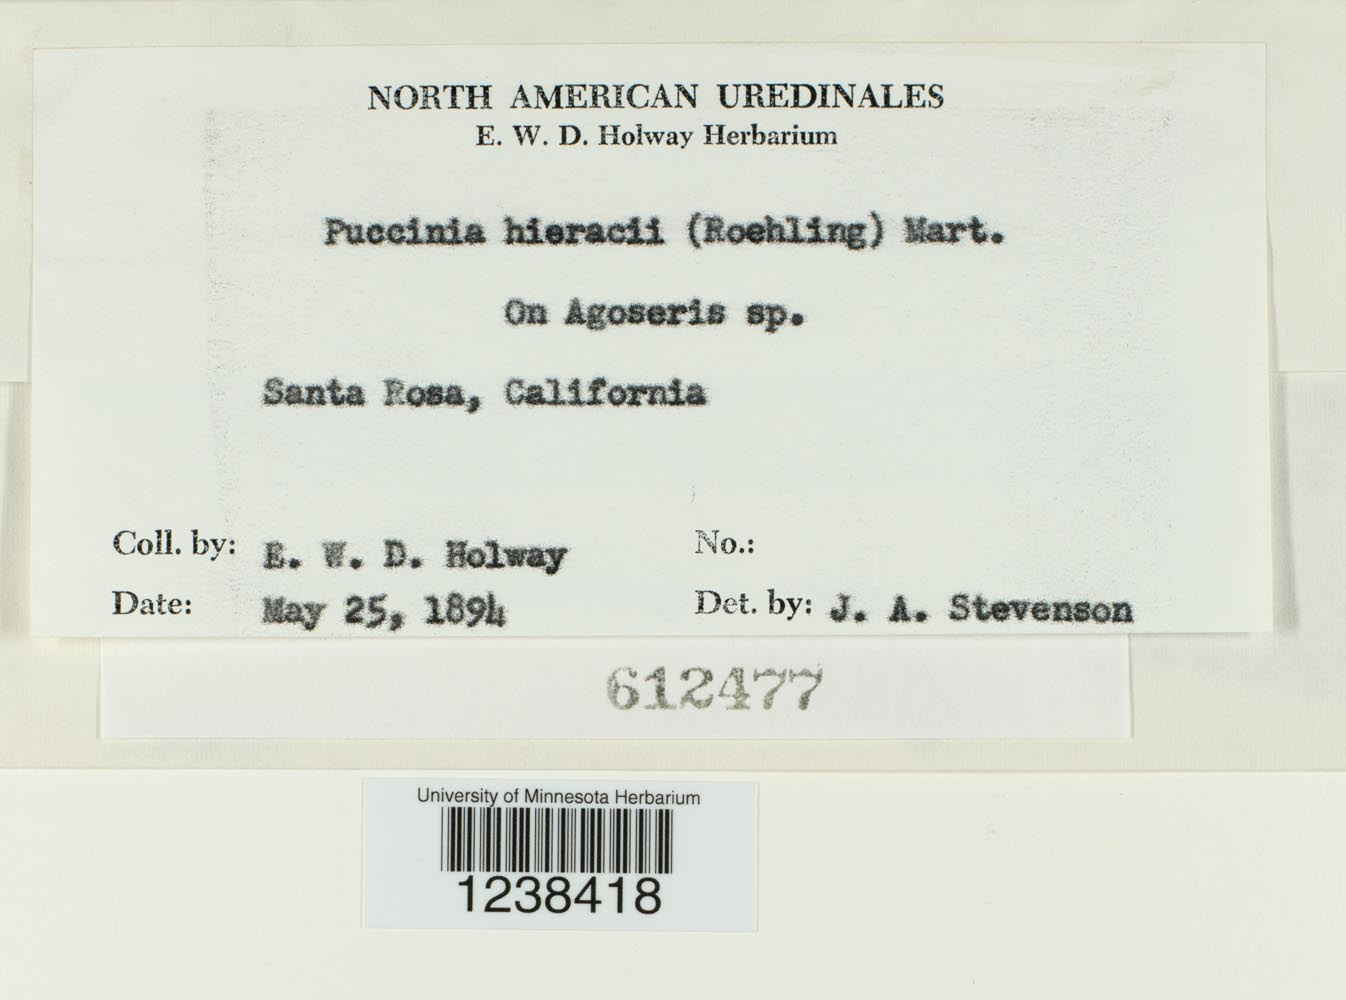 NORTH AMERICAN UREDINALES
E. W. D. Holway Herbarium
Puccinia hieracii (Roehling) Mart.
On Agoseris sp.
Santa Rosa, California
Coll. by: E. W. D. Holway No.:
Date: May 25, 1894 Det. by: J. A. Stevenson
612477
University of Minnesota Herbarium
1238418